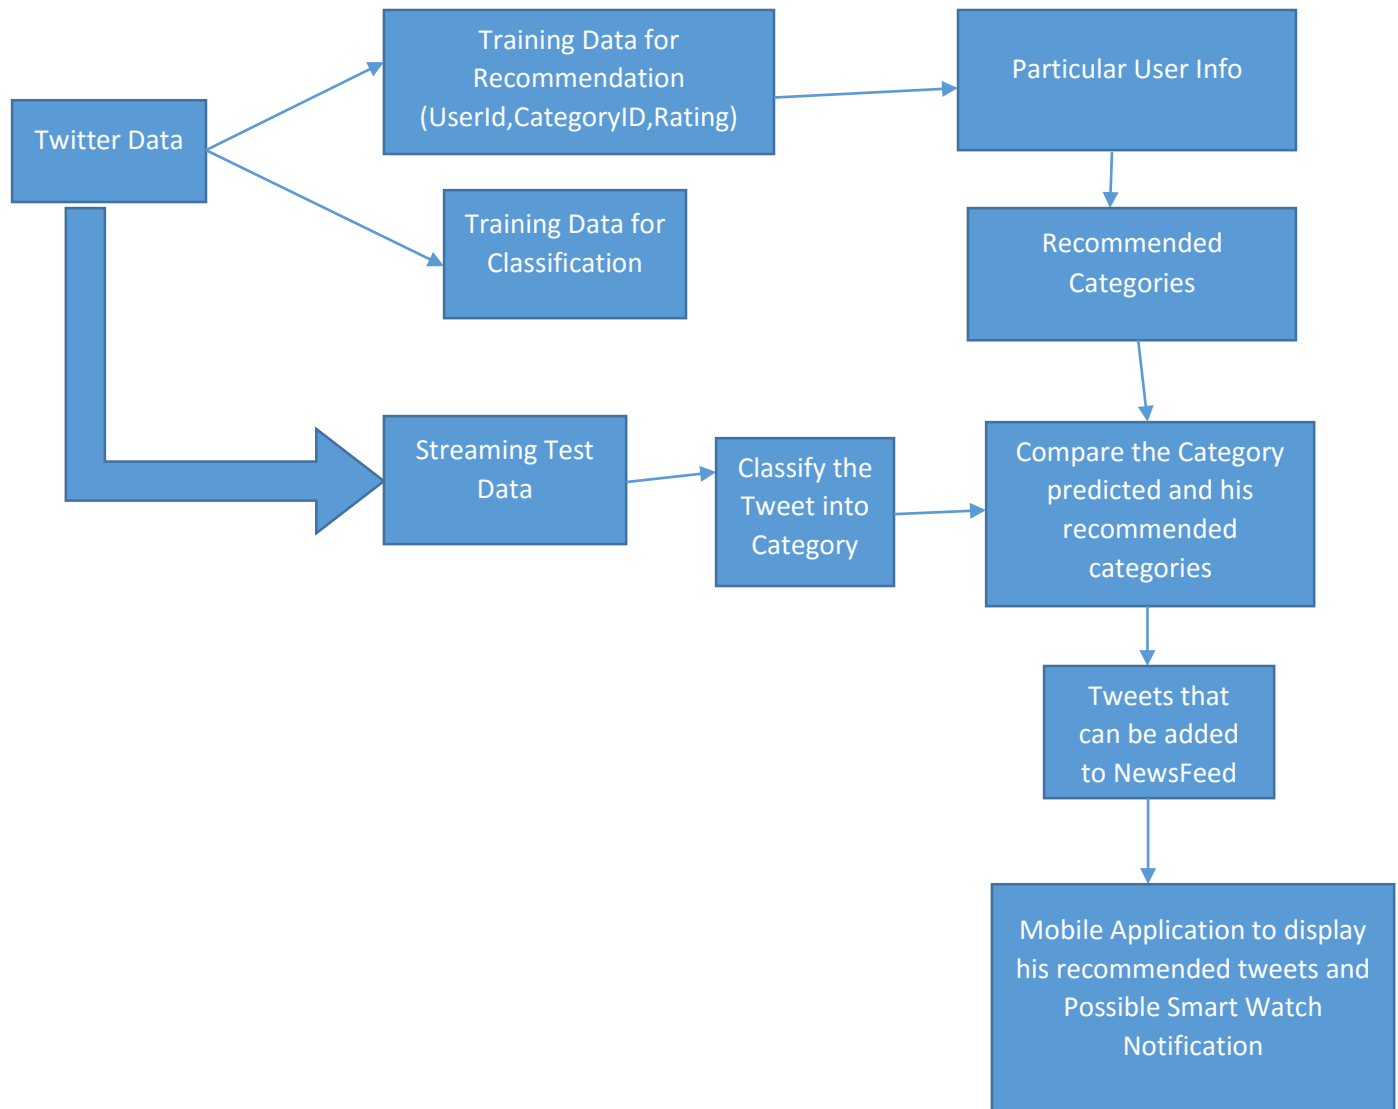 Twitter Data
Training Data for
Recommendation
(UserId,CategoryID,Rating)
Particular User Info
Training Data for
Classification
Recommended
Categories
Streaming Test
Data
Classify the
Tweet into
Category
Compare the Category
predicted and his
recommended
categories
Tweets that
can be added
to NewsFeed
Mobile Application to display
his recommended tweets and
Possible Smart Watch
Notification